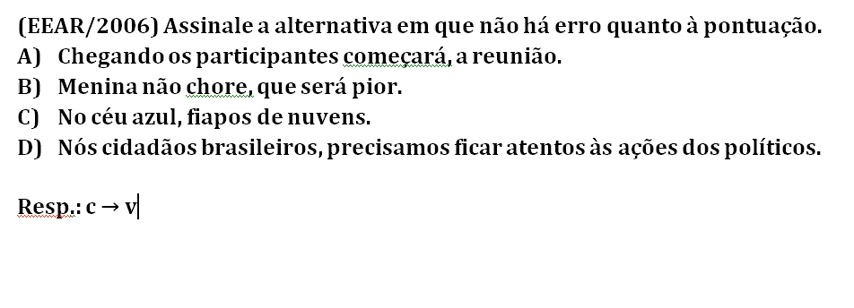 (EEAR/2006) Assinale a alternativa em que não há erro quanto à pontuação.
A) Chegando os participantes começará, a reunião.
B) Menina não chore, que será pior.
C) No céu azul, fiapos de nuvens.
D) Nós cidadãos brasileiros, precisamos ficar atentos às ações dos políticos.
Resp.: c → v